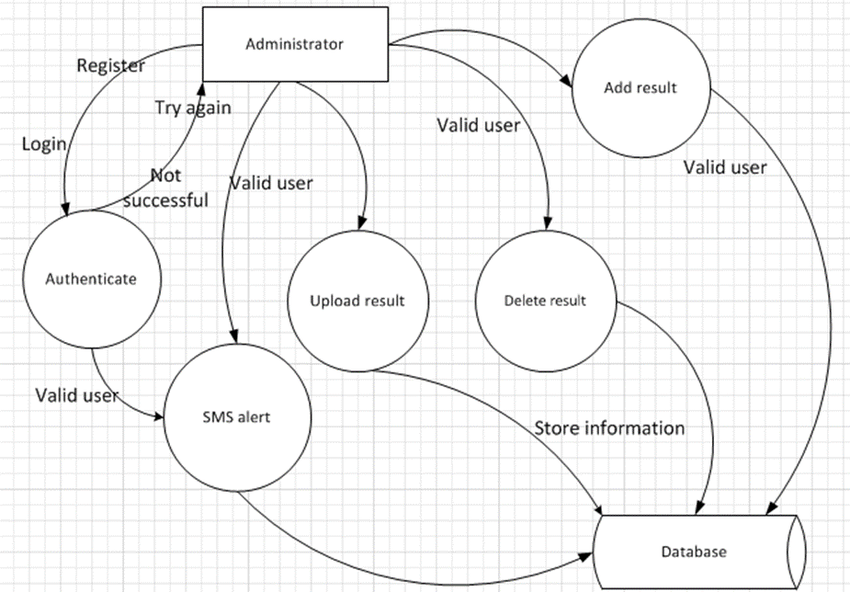 Administrator
Register
Add result
Try again
Valid user
Login
Valid user
Not
successful
Valid user
Authenticate
Upload result
Delete result
Valid user
SMS alert
Store information
Database